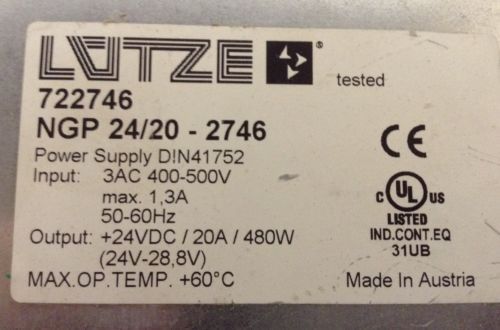 LÜTZE ® tested
722746
NGP 24/20 - 2746
CE
Power Supply DIN41752
Input: 3AC 400-500V
max. 1,3A
50-60Hz
C UL US
LISTED
IND.CONT.EQ
31UB
Output: +24VDC / 20A / 480W
(24V-28,8V)
MAX.OP.TEMP. +60°C
Made In Austria